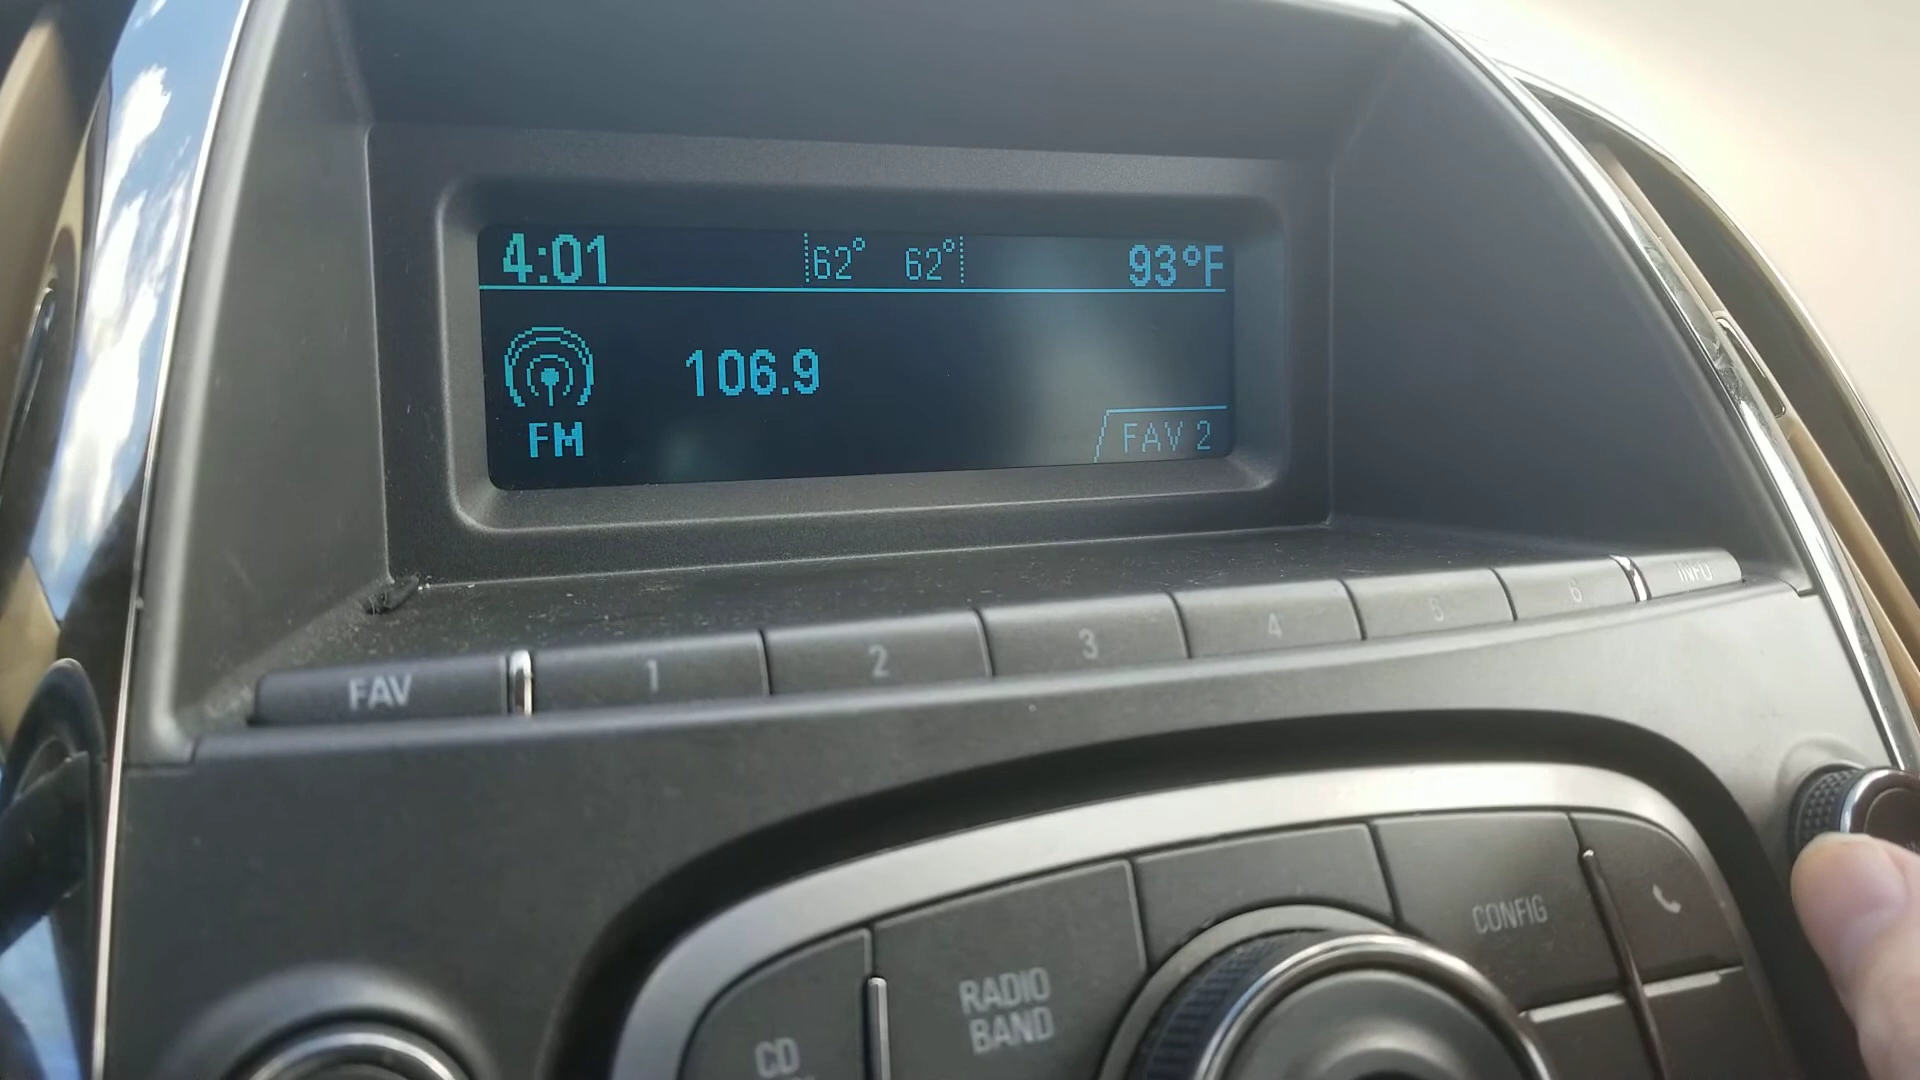 4:01 62° 62° 93°F
106.9
FM
FAV 2
FAV 1 2 3 4 5 6 INFO
CONFIG
RADIO
BAND
CD